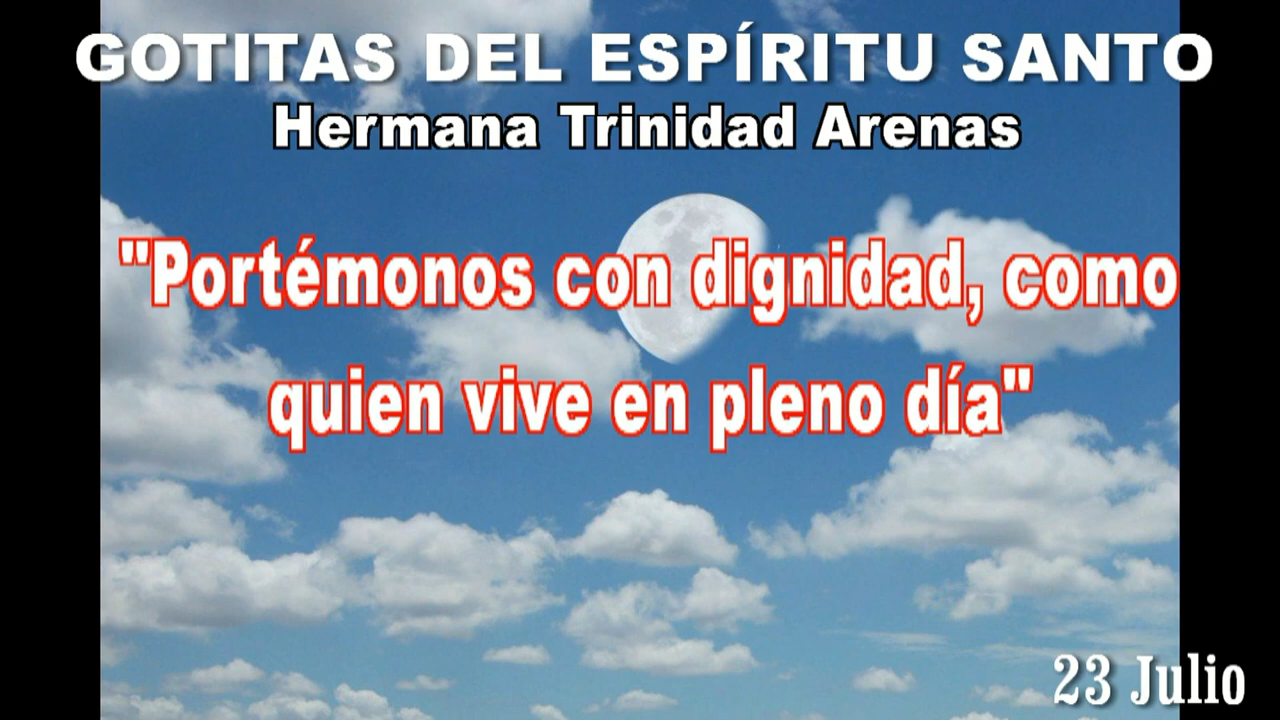 GOTITAS DEL ESPÍRITU SANTO
Hermana Trinidad Arenas
"Portémonos con dignidad, como
quien vive en pleno día"
23 Julio